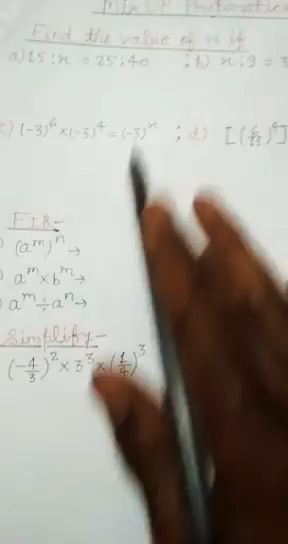 Find the value of n if
a) 15 : n = 25 : 40 ; b) n : 9 = 3
c) (-3)^6 × (-3)^4 = (-3)^n ; d)
F.I.B-
(a^m)^n →
a^m × b^m →
a^m ÷ a^n →
Simplify-
(-4/3)^2 × 3^3 × (1/4)^3